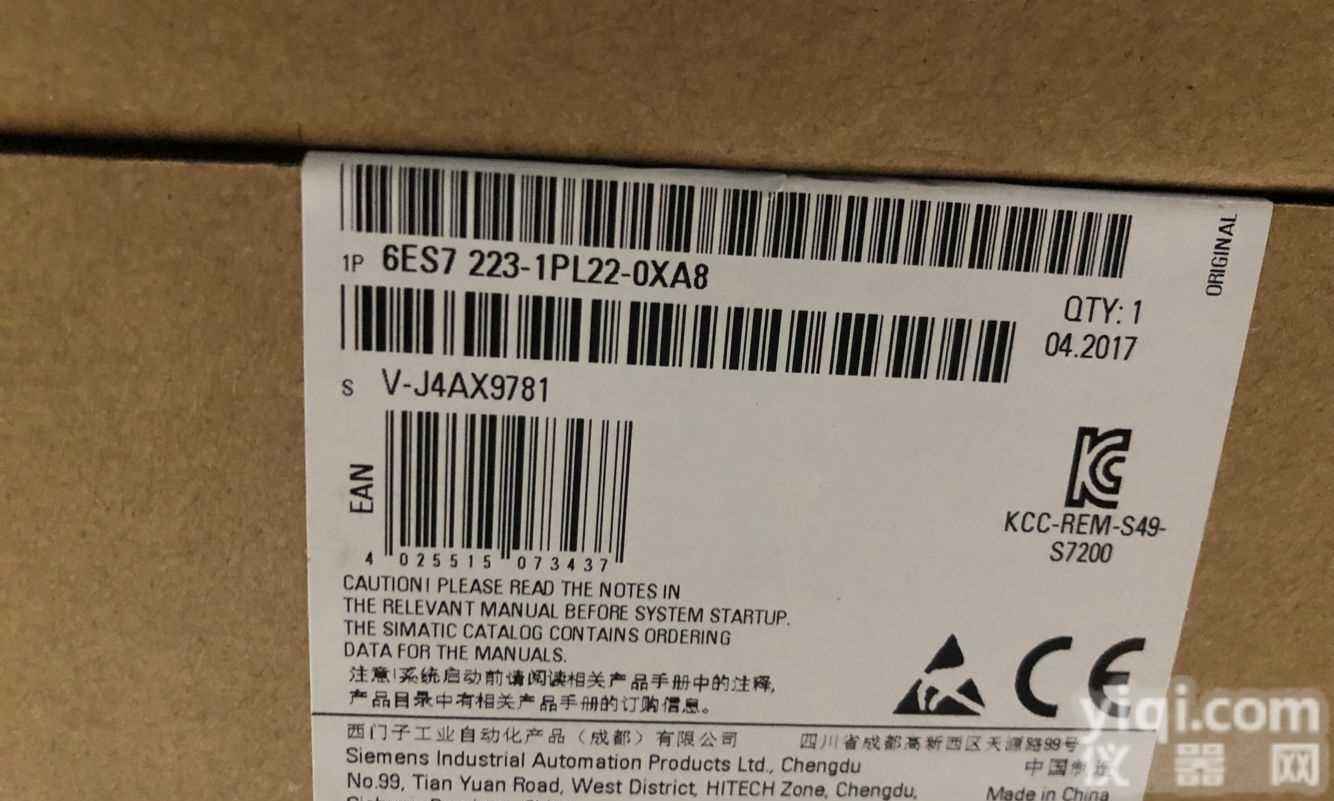 ORIGINAL
1P 6ES7 223-1PL22-0XA8
QTY: 1
04.2017
S V-J4AX9781
EAN
4 025515 073437
KCC-REM-S49-
S7200
CAUTION! PLEASE READ THE NOTES IN
THE RELEVANT MANUAL BEFORE SYSTEM STARTUP.
THE SIMATIC CATALOG CONTAINS ORDERING
DATA FOR THE MANUALS.
注意!系统启动前请阅读相关产品手册中的注释,
产品目录中有相关产品手册的订购信息。
CE
西门子工业自动化产品(成都)有限公司 四川省成都高新西区天源路99号
Siemens Industrial Automation Products Ltd., Chengdu 中国制造
No.99, Tian Yuan Road, West District, HITECH Zone, Chengdu,
Made in China
yiqi.com
仪器网